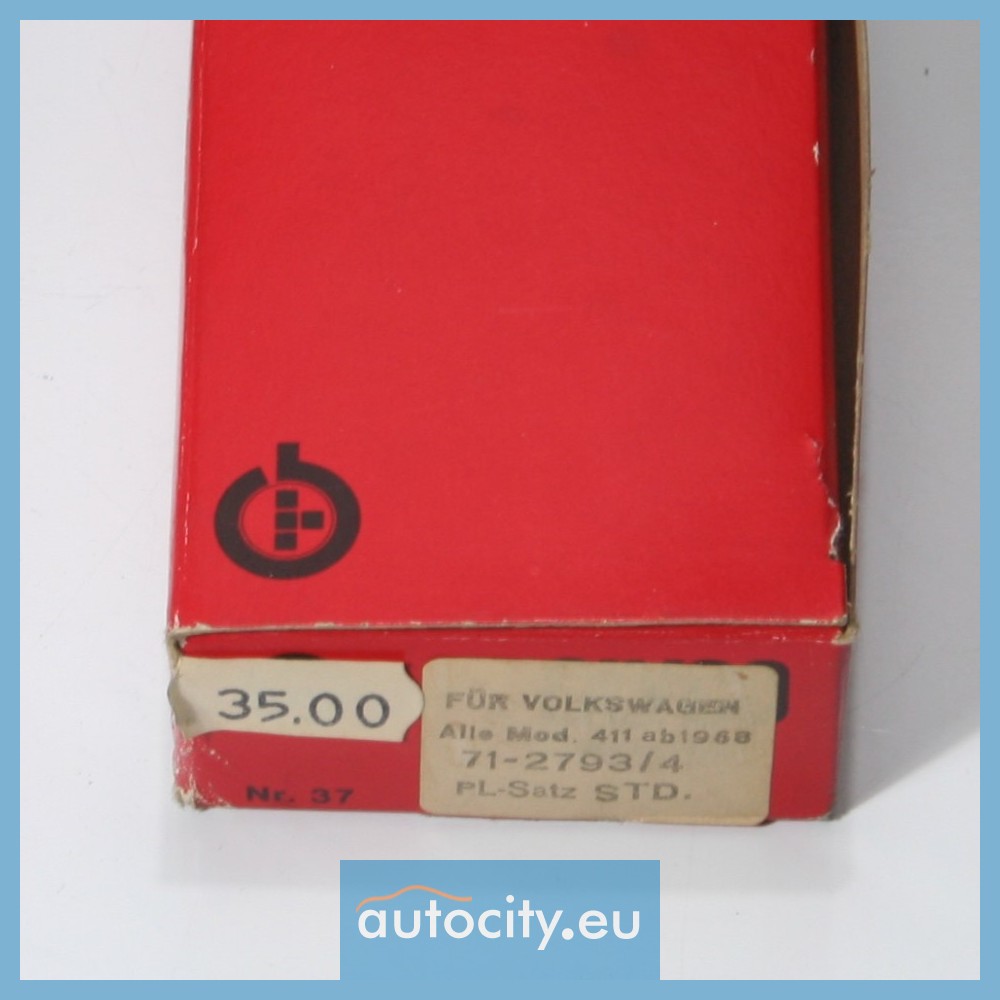 35.00
FÜR VOLKSWAGEN
Alle Mod. 411 ab1968
71-2793/4
PL-Satz STD.
Nr. 37
autocity.eu